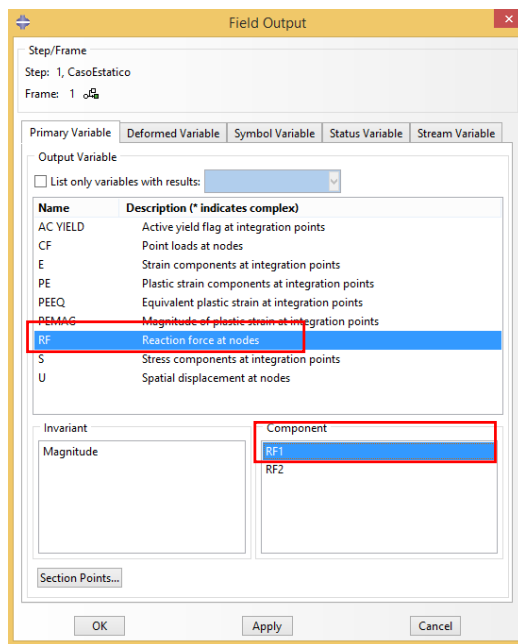 Field Output
Step/Frame
Step: 1, CasoEstatico
Frame: 1
Primary Variable Deformed Variable Symbol Variable Status Variable Stream Variable
Output Variable
List only variables with results:
Name Description (* indicates complex)
AC YIELD Active yield flag at integration points
CF Point loads at nodes
E Strain components at integration points
PE Plastic strain components at integration points
PEEQ Equivalent plastic strain at integration points
PEMAG Magnitude of plastic strain at integration points
RF Reaction force at nodes
S Stress components at integration points
U Spatial displacement at nodes
Invariant Component
Magnitude RF1
RF2
Section Points...
OK Apply Cancel